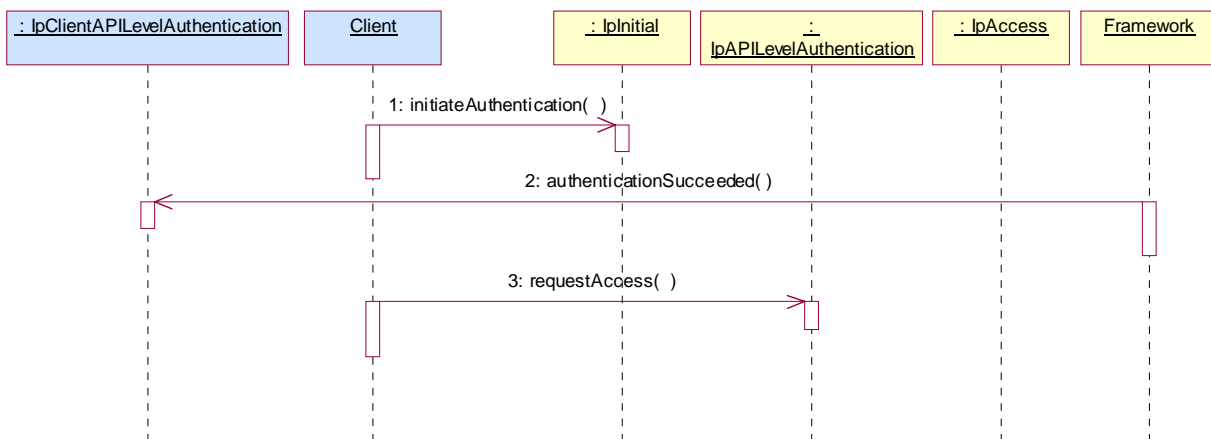 : IpClientAPILevelAuthentication
Client
: IpInitial
:
IpAPILevelAuthentication
: IpAccess
Framework
1: initiateAuthentication(  )
2: authenticationSucceeded( )
3: requestAccess(  )